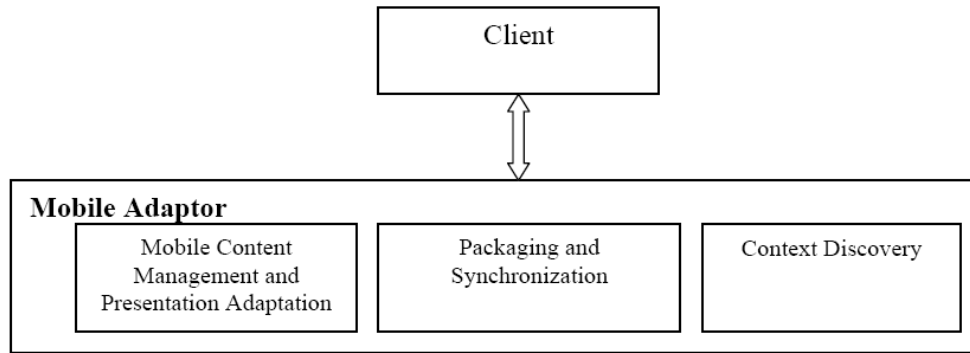 Client
Mobile Adaptor
Mobile Content
Management and
Presentation Adaptation
Packaging and
Synchronization
Context Discovery